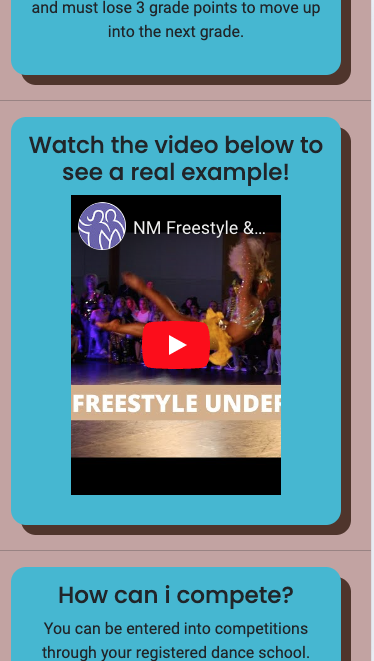 and must lose 3 grade points to move up
into the next grade.
Watch the video below to
see a real example!
NM Freestyle &...
FREESTYLE UNDER
How can i compete?
You can be entered into competitions
through your registered dance school.